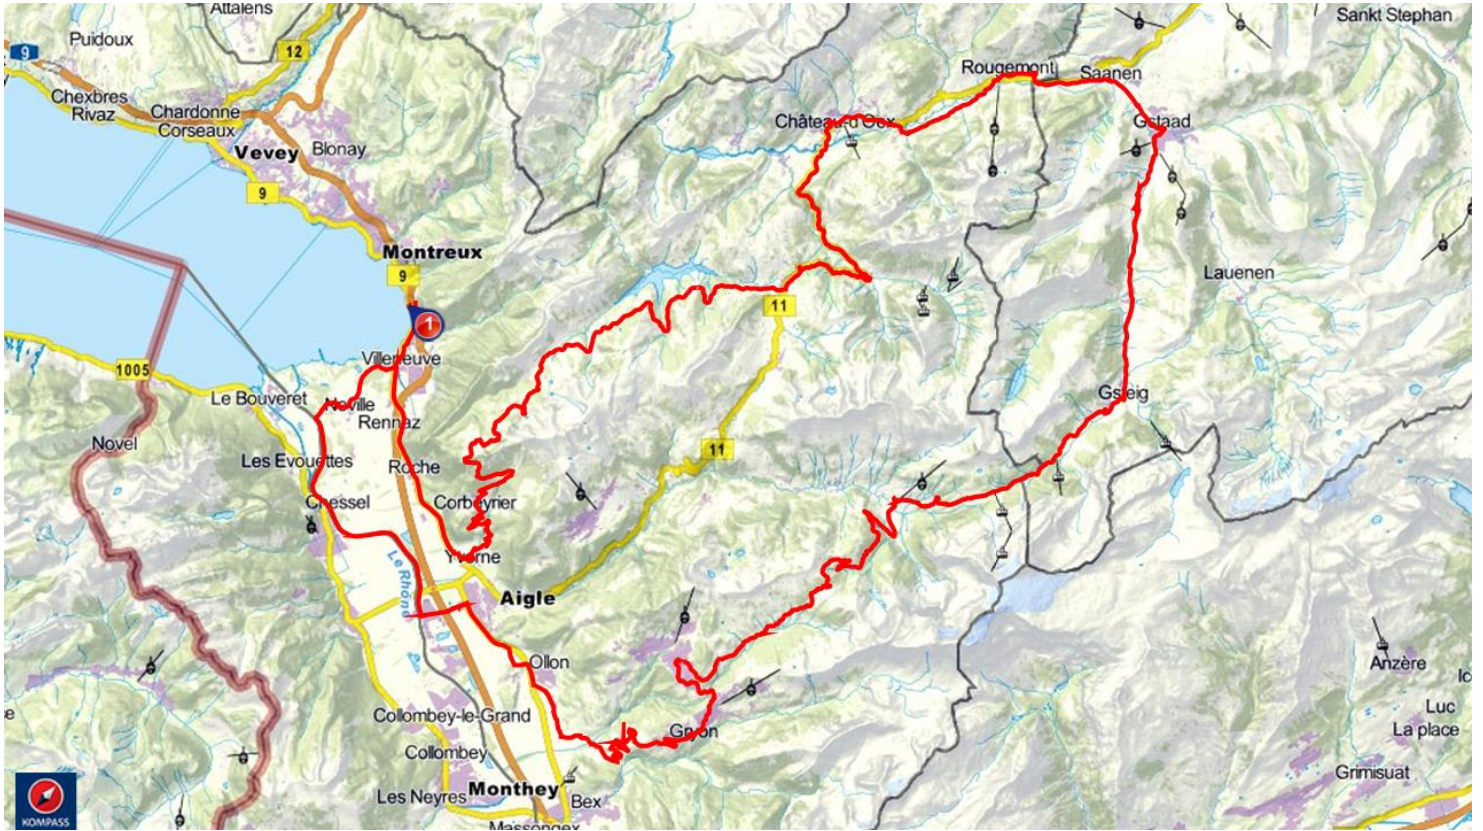 Attalens
Sankt Stephan
9
Puidoux
12
Rougemont
Saanen
Chexbres
Rivaz
Chardonne
Corseaux
Château-d'Oex
Gstaad
Vevey
Blonay
9
Montreux
9
Lauenen
11
1
Villeneuve
1005
Le Bouveret
Noville
Rennaz
Gsteig
Novel
11
Les Evouettes
Roche
Chessel
Corbeyrier
Yvorne
Le Rhône
Aigle
Ollon
Anzère
Collombey-le-Grand
Luc
La place
Gryon
Collombey
Grimisuat
Les Neyres
Monthey
Bex
KOMPASS
Massongex